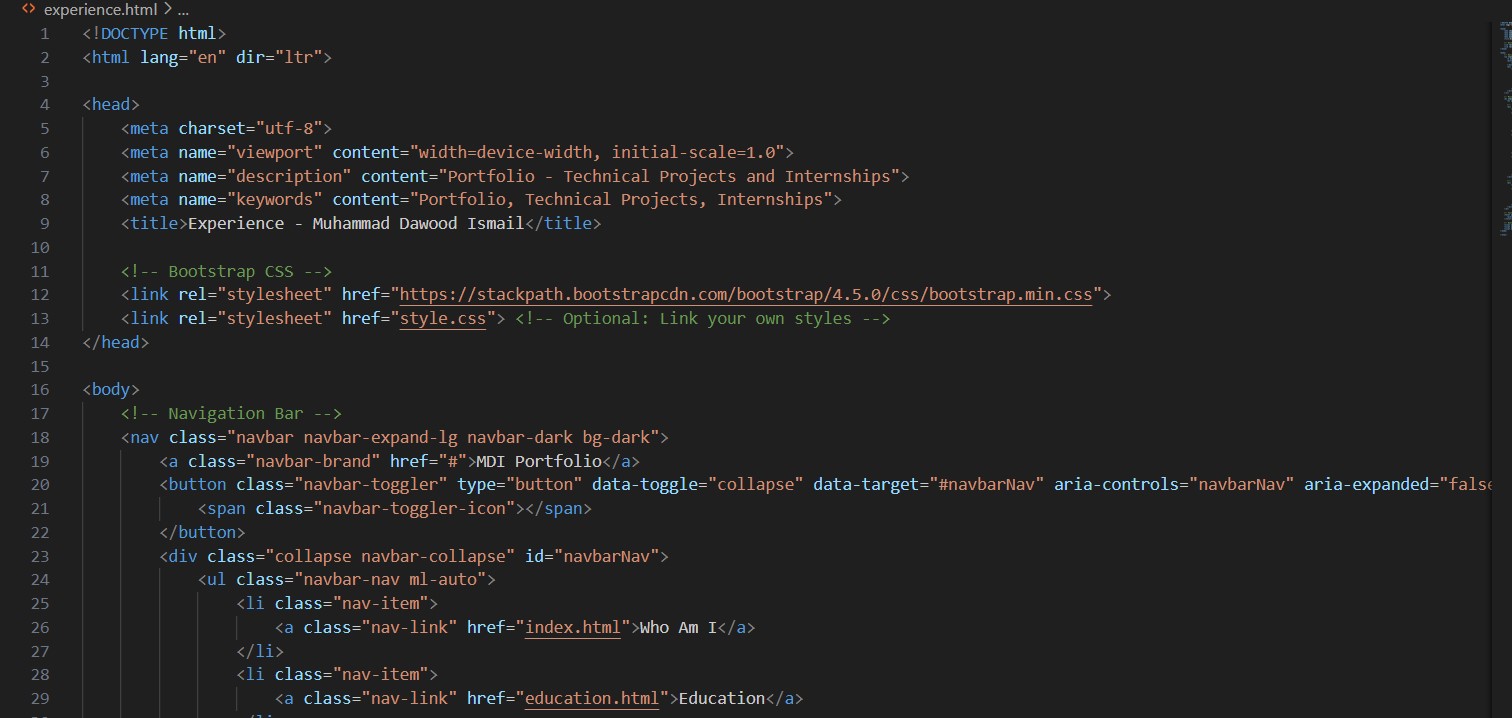 experience.html > ...
1 <!DOCTYPE html>
2 <html lang="en" dir="ltr">
3
4 <head>
5     <meta charset="utf-8">
6     <meta name="viewport" content="width=device-width, initial-scale=1.0">
7     <meta name="description" content="Portfolio - Technical Projects and Internships">
8     <meta name="keywords" content="Portfolio, Technical Projects, Internships">
9     <title>Experience - Muhammad Dawood Ismail</title>
10
11     <!-- Bootstrap CSS -->
12     <link rel="stylesheet" href="https://stackpath.bootstrapcdn.com/bootstrap/4.5.0/css/bootstrap.min.css">
13     <link rel="stylesheet" href="style.css"> <!-- Optional: Link your own styles -->
14 </head>
15
16 <body>
17     <!-- Navigation Bar -->
18     <nav class="navbar navbar-expand-lg navbar-dark bg-dark">
19         <a class="navbar-brand" href="#">MDI Portfolio</a>
20         <button class="navbar-toggler" type="button" data-toggle="collapse" data-target="#navbarNav" aria-controls="navbarNav" aria-expanded="false
21             <span class="navbar-toggler-icon"></span>
22         </button>
23         <div class="collapse navbar-collapse" id="navbarNav">
24             <ul class="navbar-nav ml-auto">
25                 <li class="nav-item">
26                     <a class="nav-link" href="index.html">Who Am I</a>
27                 </li>
28                 <li class="nav-item">
29                     <a class="nav-link" href="education.html">Education</a>